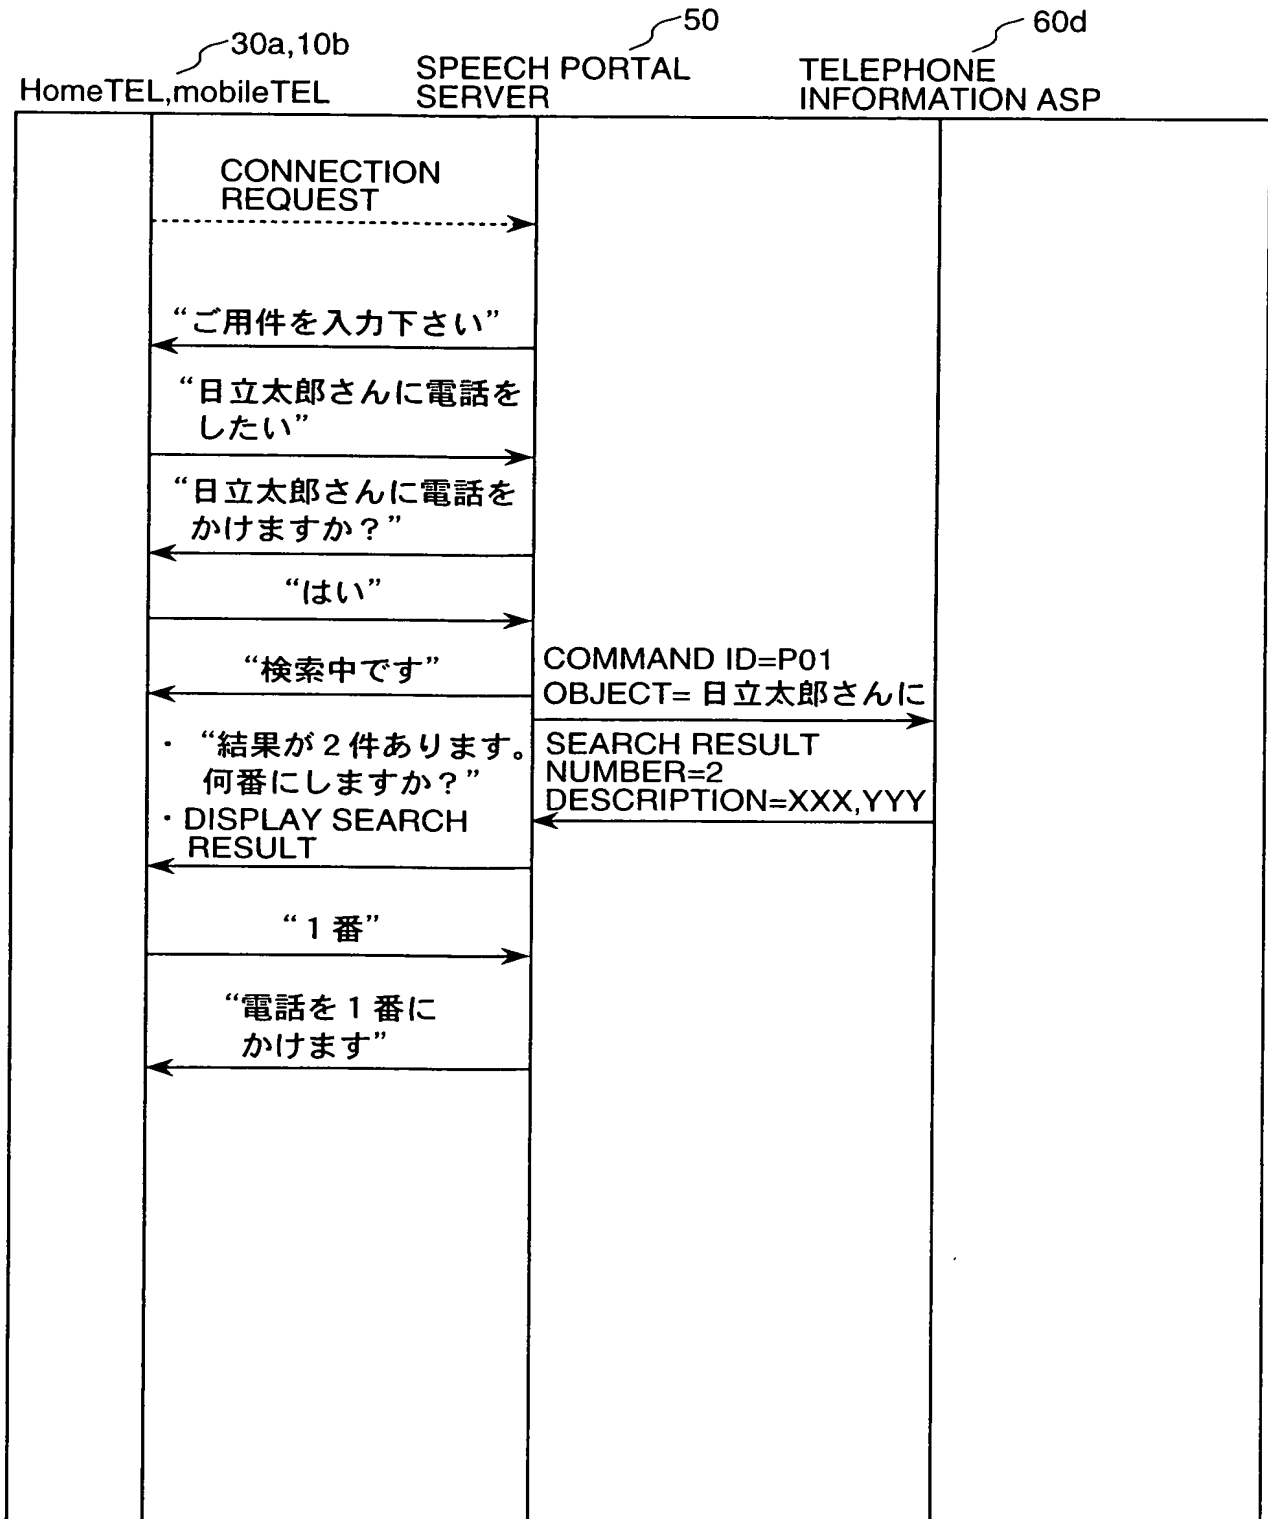 30a,10b
50
60d
HomeTEL,mobileTEL
SPEECH PORTAL
SERVER
TELEPHONE
INFORMATION ASP
CONNECTION
REQUEST
“ご用件を入力下さい”
“日立太郎さんに電話を
したい”
“日立太郎さんに電話を
かけますか？”
“はい”
“検索中です”
COMMAND ID=P01
OBJECT= 日立太郎さんに
・ “結果が２件あります。
何番にしますか？”
・DISPLAY SEARCH
RESULT
SEARCH RESULT
NUMBER=2
DESCRIPTION=XXX,YYY
“１番”
“電話を１番に
かけます”